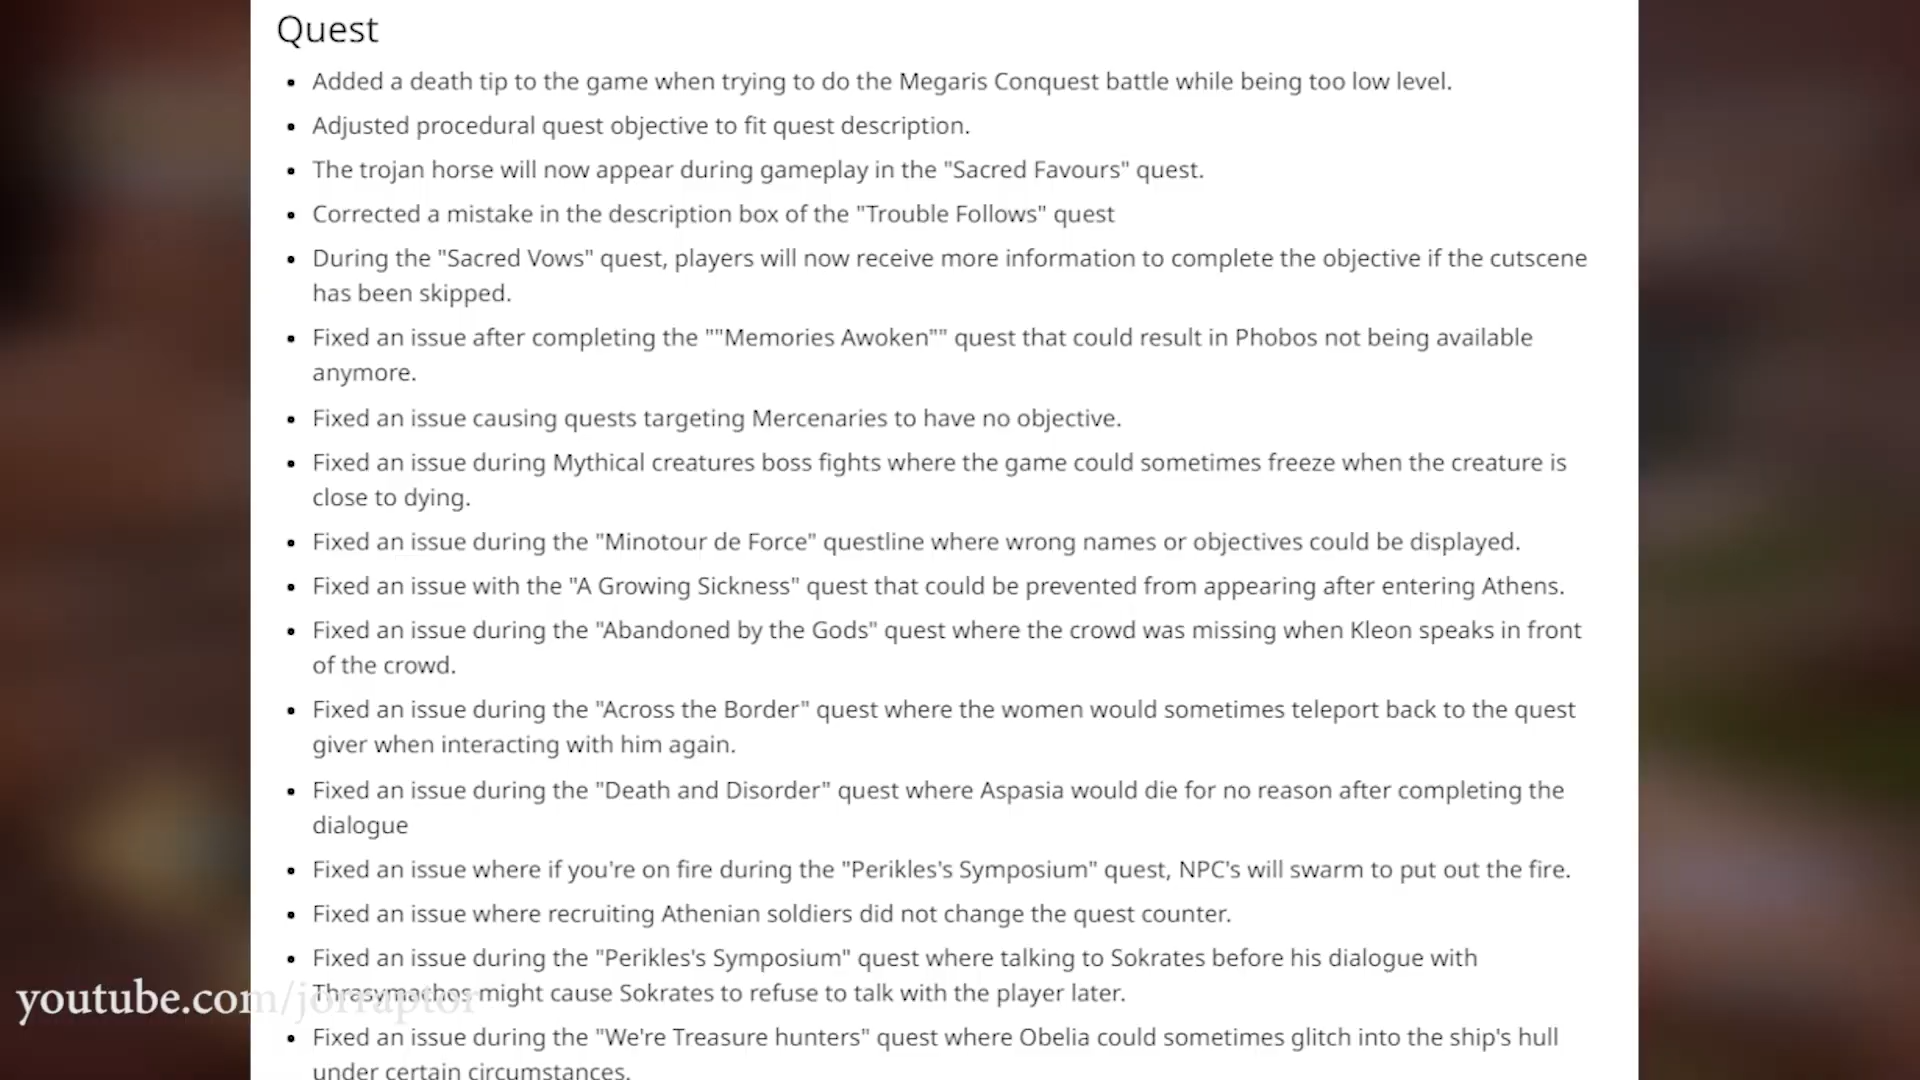 Quest
• Added a death tip to the game when trying to do the Megaris Conquest battle while being too low level.
• Adjusted procedural quest objective to fit quest description.
• The trojan horse will now appear during gameplay in the "Sacred Favours" quest.
• Corrected a mistake in the description box of the "Trouble Follows" quest
• During the "Sacred Vows" quest, players will now receive more information to complete the objective if the cutscene
has been skipped.
• Fixed an issue after completing the ""Memories Awoken"" quest that could result in Phobos not being available
anymore.
• Fixed an issue causing quests targeting Mercenaries to have no objective.
• Fixed an issue during Mythical creatures boss fights where the game could sometimes freeze when the creature is
close to dying.
• Fixed an issue during the "Minotour de Force" questline where wrong names or objectives could be displayed.
• Fixed an issue with the "A Growing Sickness" quest that could be prevented from appearing after entering Athens.
• Fixed an issue during the "Abandoned by the Gods" quest where the crowd was missing when Kleon speaks in front
of the crowd.
• Fixed an issue during the "Across the Border" quest where the women would sometimes teleport back to the quest
giver when interacting with him again.
• Fixed an issue during the "Death and Disorder" quest where Aspasia would die for no reason after completing the
dialogue
• Fixed an issue where if you're on fire during the "Perikles's Symposium" quest, NPC's will swarm to put out the fire.
• Fixed an issue where recruiting Athenian soldiers did not change the quest counter.
• Fixed an issue during the "Perikles's Symposium" quest where talking to Sokrates before his dialogue with
Thrasymachos might cause Sokrates to refuse to talk with the player later.
youtube.com/jorraptor
• Fixed an issue during the "We're Treasure hunters" quest where Obelia could sometimes glitch into the ship's hull
under certain circumstances.